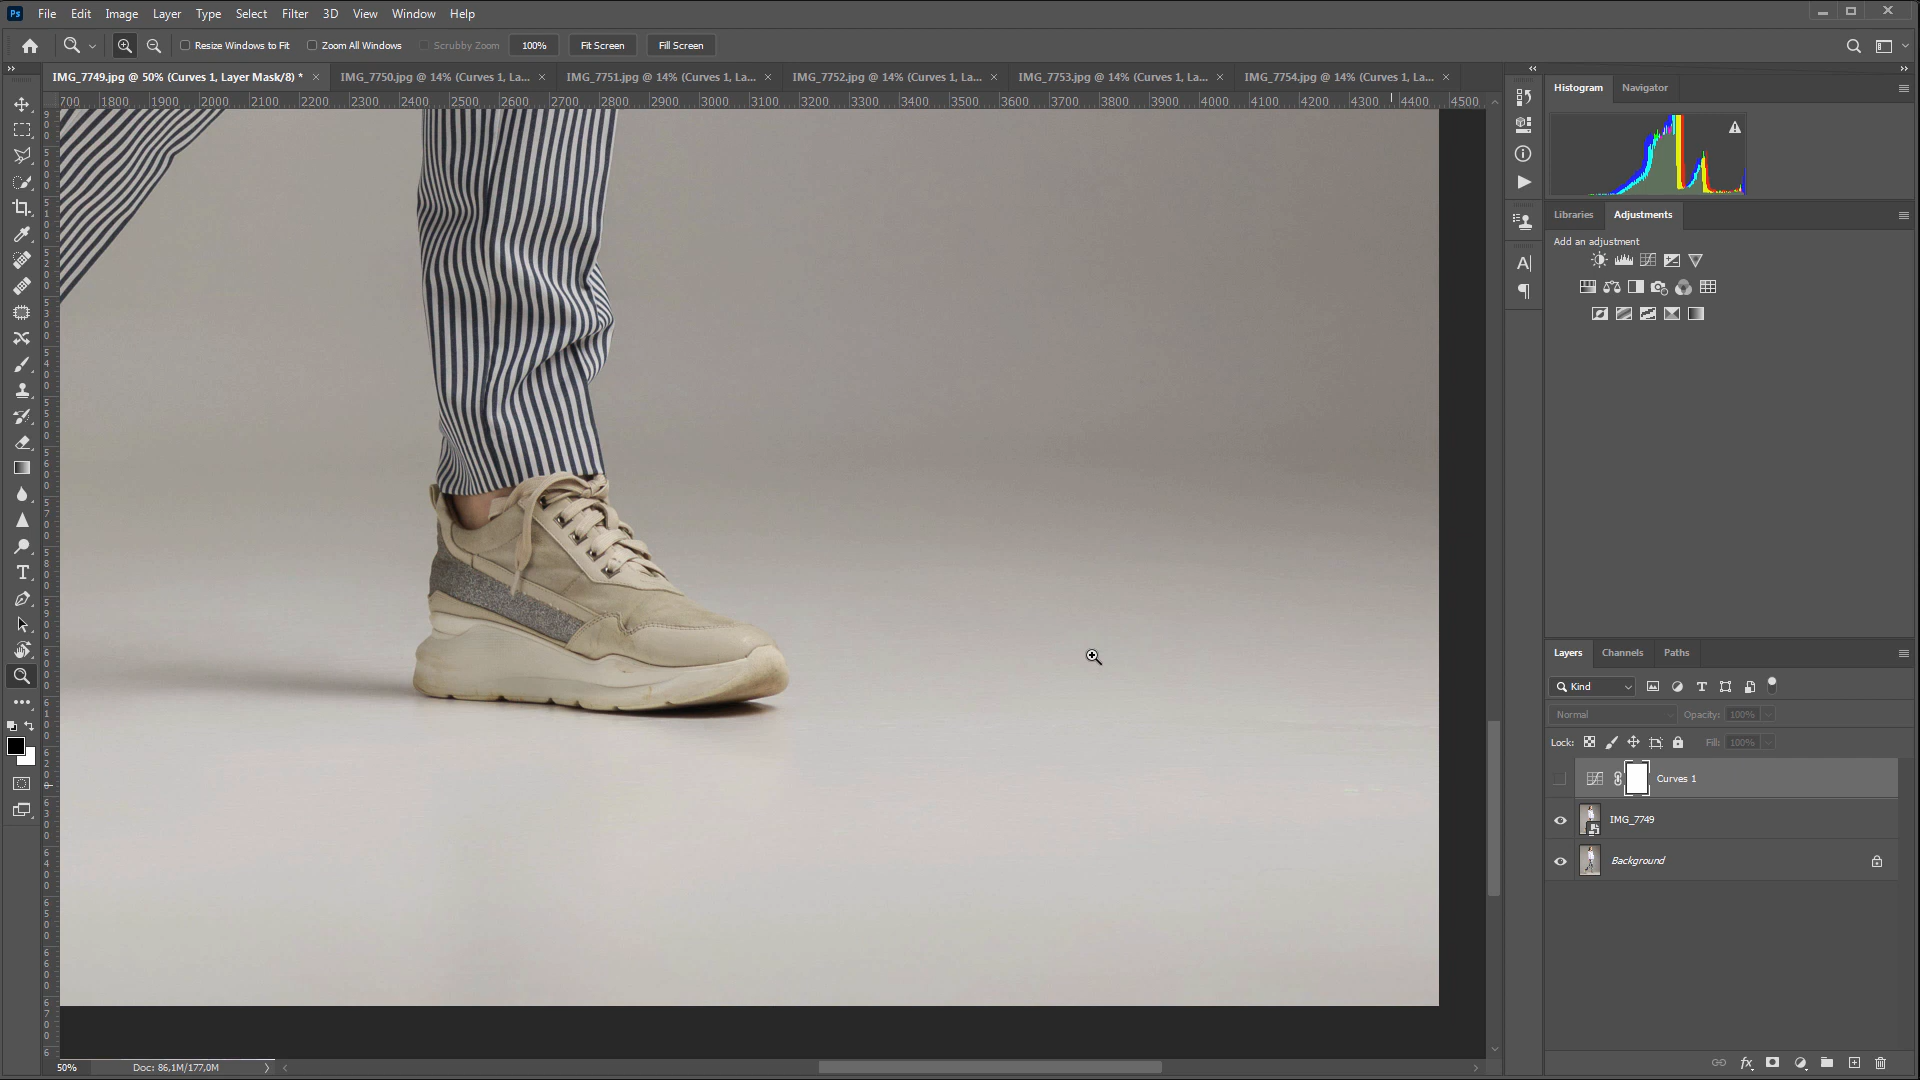 Ps File Edit Image Layer Type Select Filter 3D View Window Help
Resize Windows to Fit Zoom All Windows Scrubby Zoom 100% Fit Screen Fill Screen
IMG_7749.jpg @ 50% (Curves 1, Layer Mask/8) * IMG_7750.jpg @ 14% (Curves 1, La... IMG_7751.jpg @ 14% (Curves 1, La... IMG_7752.jpg @ 14% (Curves 1, La... IMG_7753.jpg @ 14% (Curves 1, La... IMG_7754.jpg @ 14% (Curves 1, La...
700 1800 1900 2000 2100 2200 2300 2400 2500 2600 2700 2800 2900 3000 3100 3200 3300 3400 3500 3600 3700 3800 3900 4000 4100 4200 4300 4400 4500
Histogram Navigator
Libraries Adjustments
Add an adjustment
Layers Channels Paths
Kind
Normal Opacity: 100%
Lock: Fill: 100%
Curves 1
IMG_7749
Background
50% Doc: 86,1M/177,0M